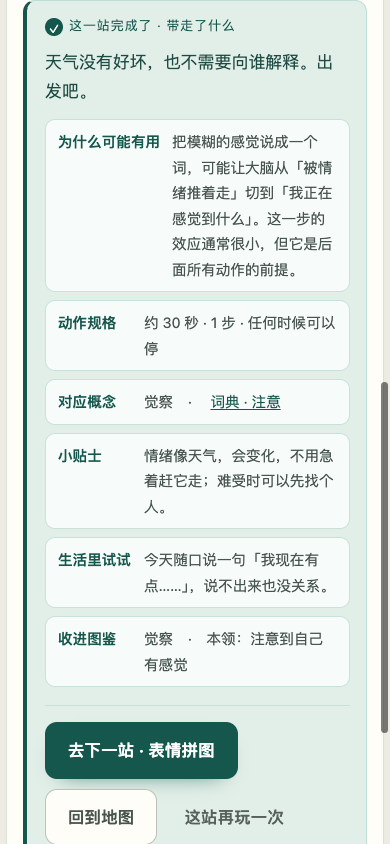 这一站完成了 · 带走了什么
天气没有好坏，也不需要向谁解释。出
发吧。
为什么可能有用 把模糊的感觉说成一个
词，可能让大脑从「被情
绪推着走」切到「我正在
感觉到什么」。这一步的
效应通常很小，但它是后
面所有动作的前提。
动作规格 约 30 秒 · 1 步 · 任何时候可以
停
对应概念 觉察 · 词典 · 注意
小贴士 情绪像天气，会变化，不用急
着赶它走；难受时可以先找个
人。
生活里试试 今天随口说一句「我现在有
点……」，说不出来也没关系。
收进图鉴 觉察 · 本领：注意到自己
有感觉
去下一站 · 表情拼图
回到地图 这站再玩一次